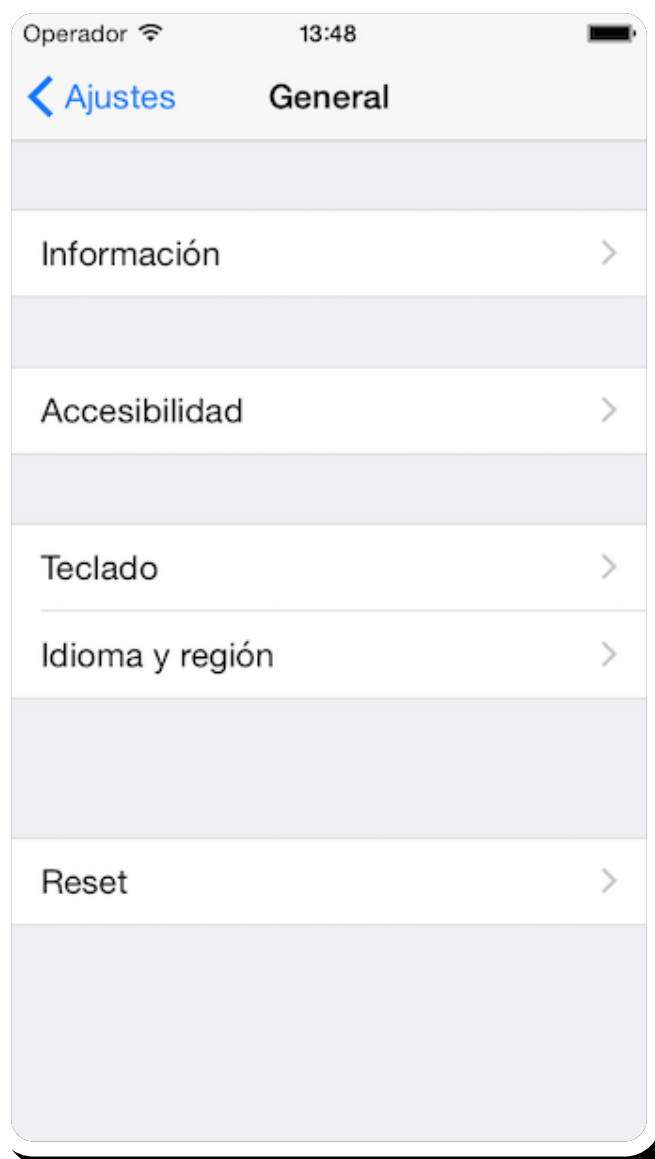 Operador 13:48
Ajustes General
Información
Accesibilidad
Teclado
Idioma y región
Reset